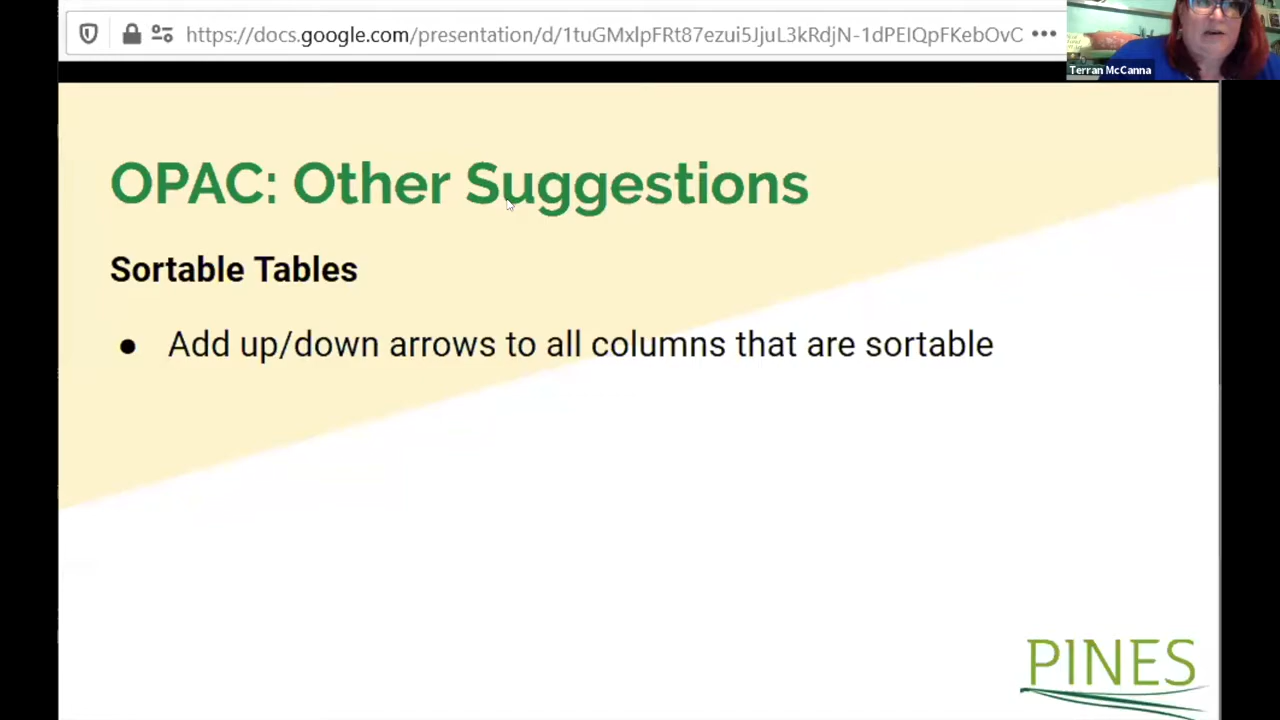 https://docs.google.com/presentation/d/1tuGMxlpFRt87ezui5JjuL3kRdjN-1dPEIQpFKebOvC
Terran McCanna
OPAC: Other Suggestions
Sortable Tables
● Add up/down arrows to all columns that are sortable
PINES